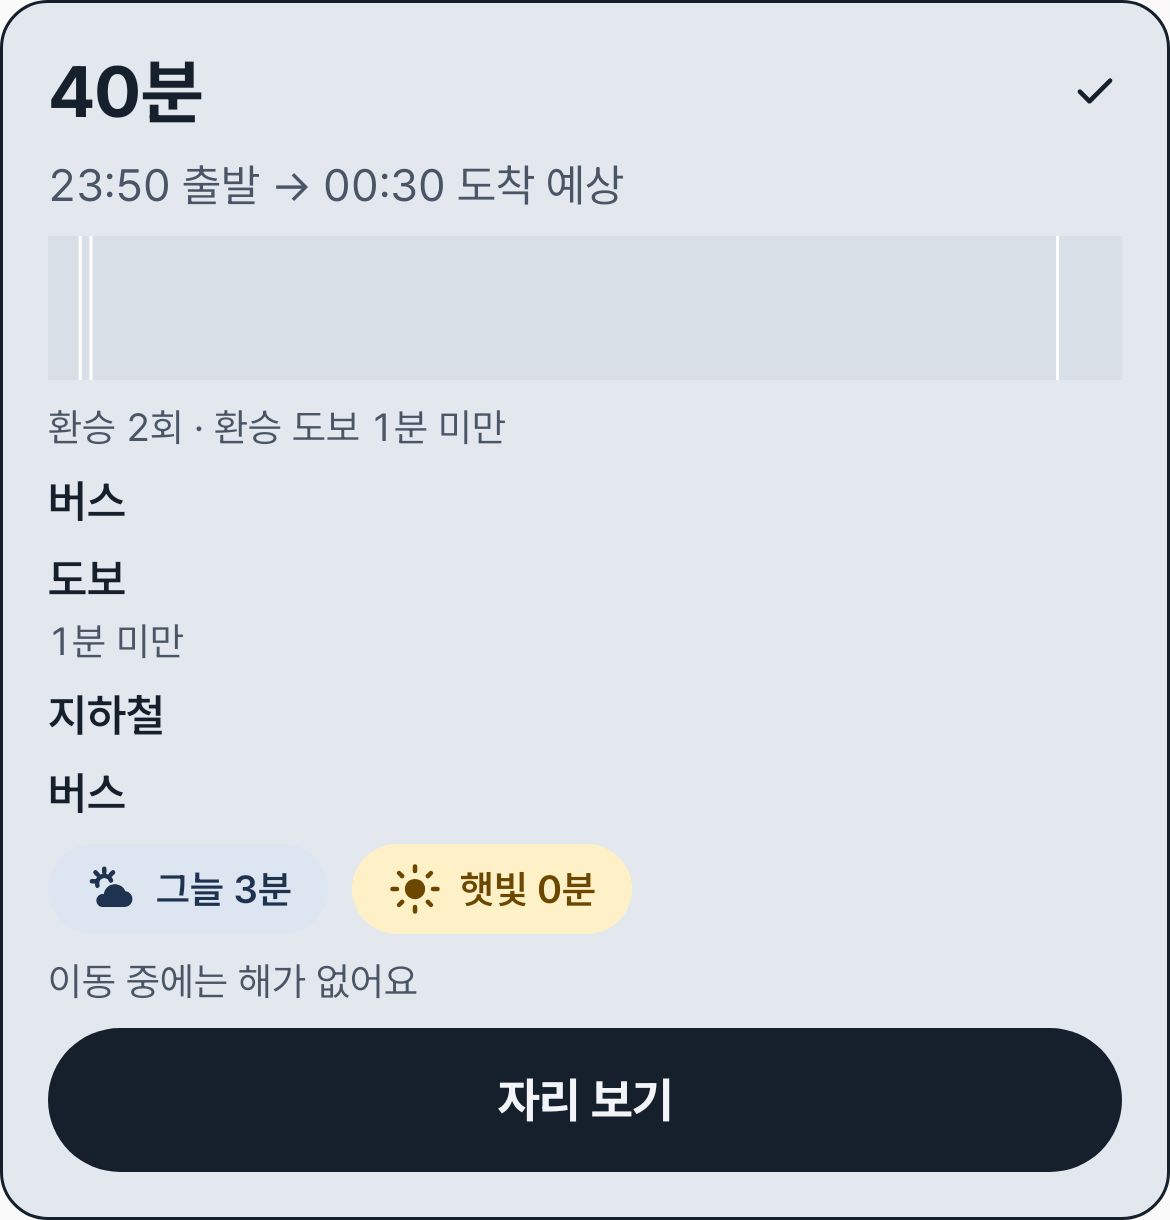 40분
23:50 출발 → 00:30 도착 예상
환승 2회 · 환승 도보 1분 미만
버스
도보
1분 미만
지하철
버스
그늘 3분 햇빛 0분
이동 중에는 해가 없어요
자리 보기